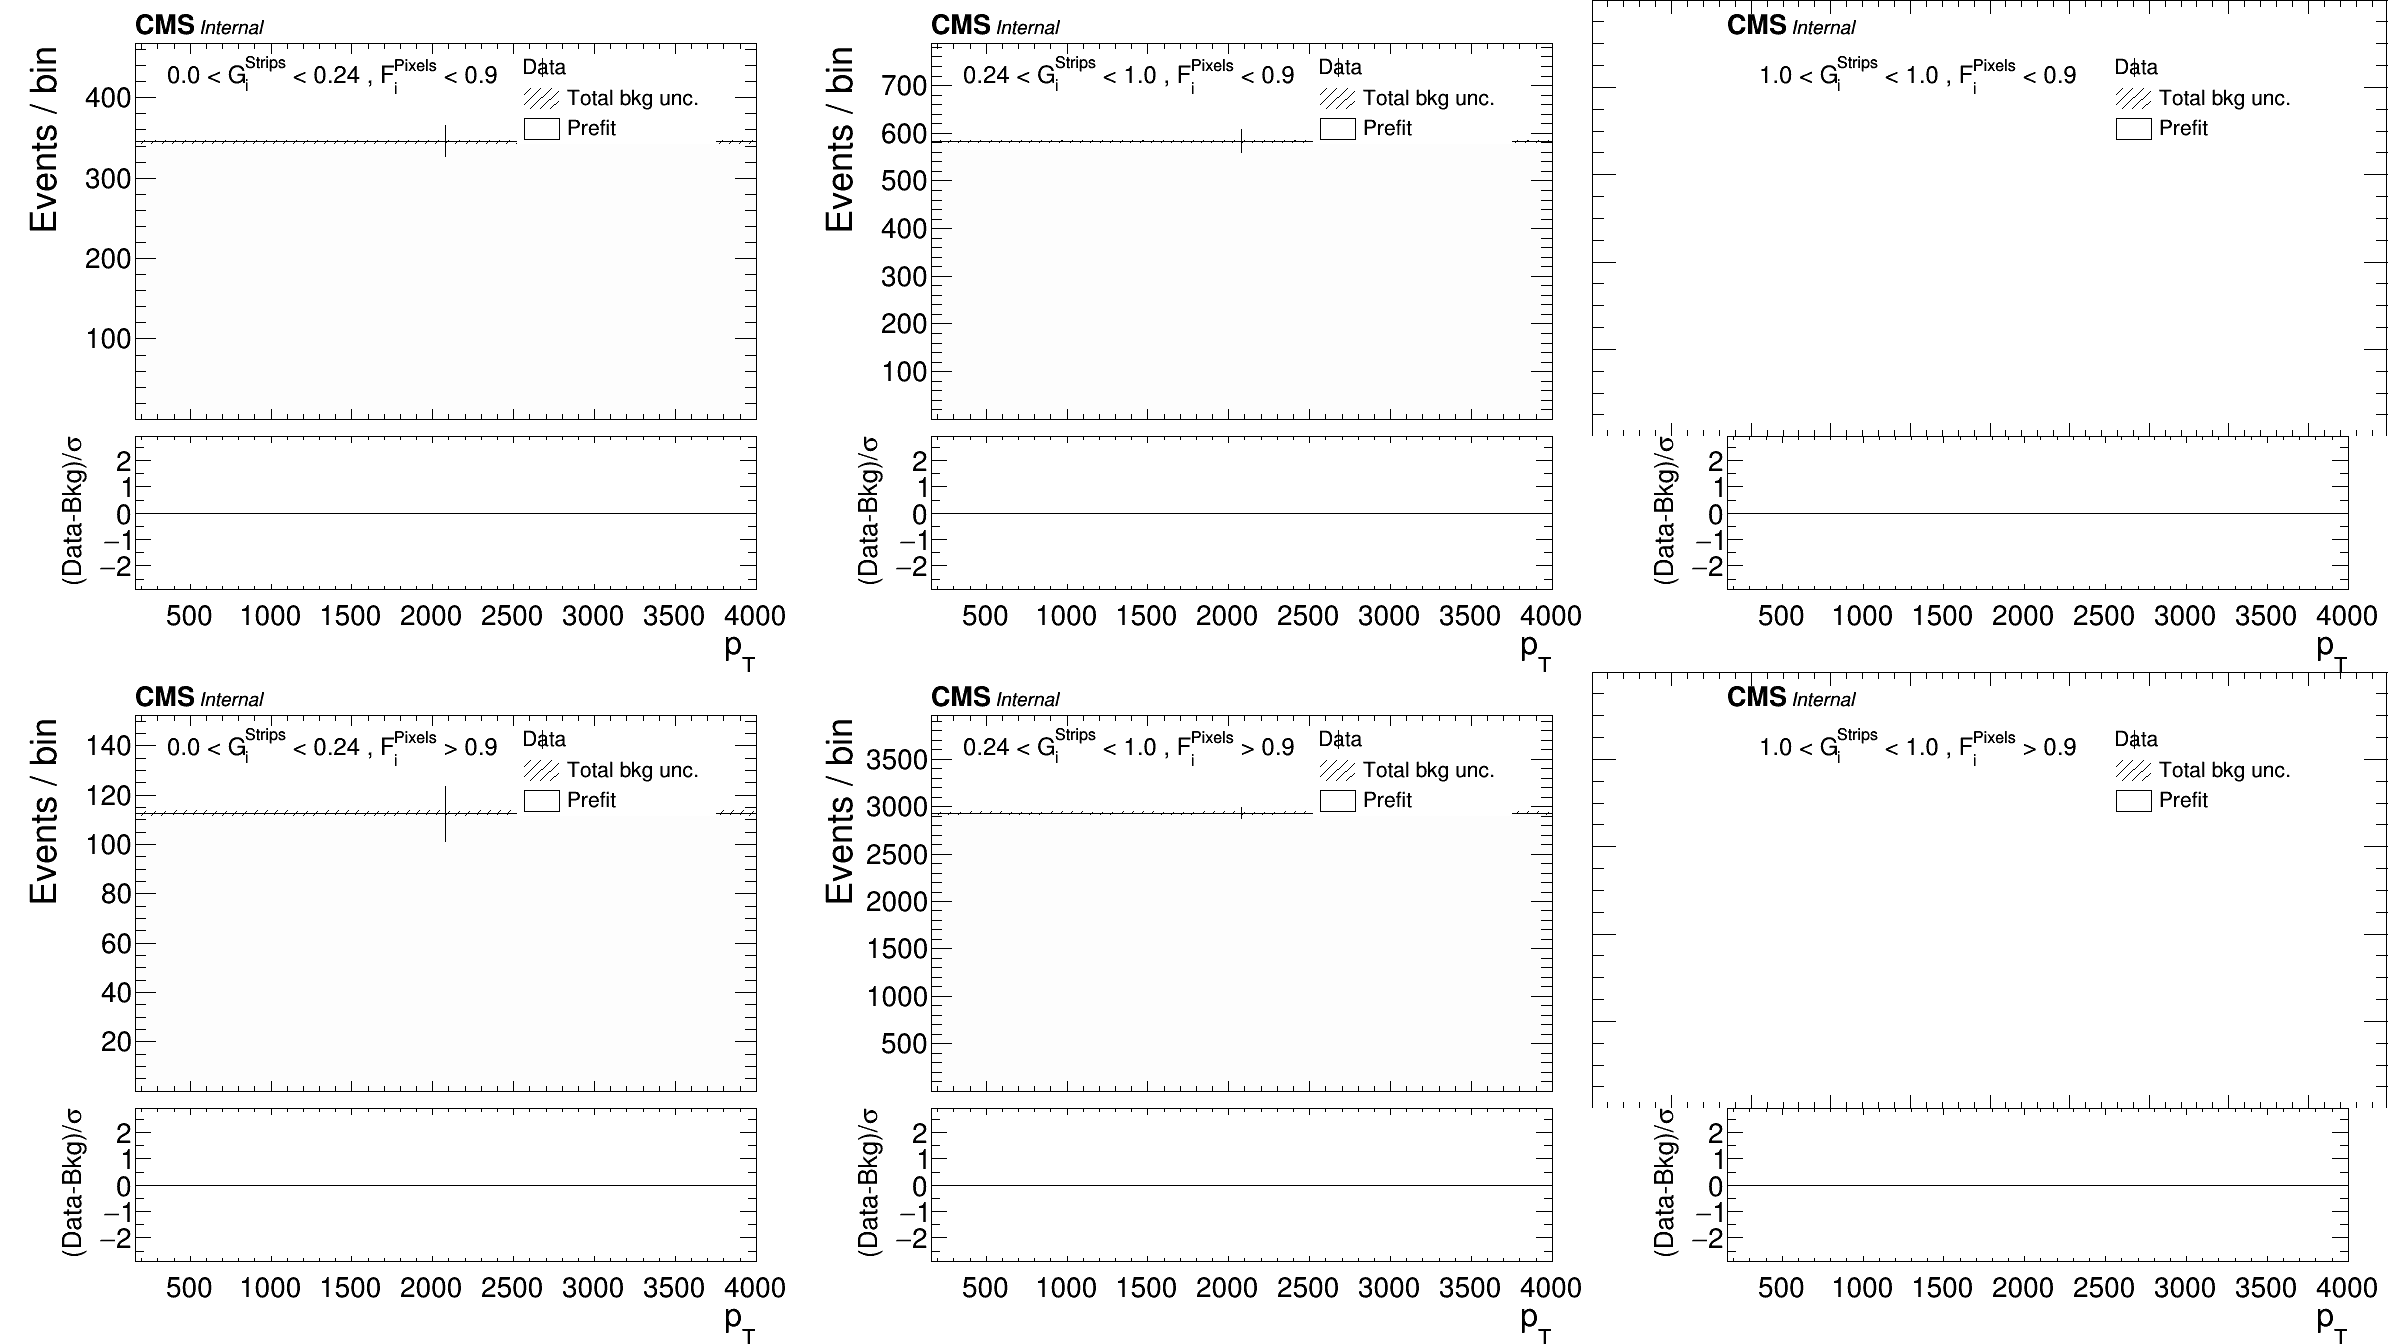 CMS Internal
Events / bin
0.0 < G_i^Strips < 0.24 , F_i^Pixels < 0.9
Data
Total bkg unc.
Prefit
400
300
200
100
(Data-Bkg)/σ
2
1
0
−1
−2
500 1000 1500 2000 2500 3000 3500 4000
p_T
CMS Internal
Events / bin
0.24 < G_i^Strips < 1.0 , F_i^Pixels < 0.9
Data
Total bkg unc.
Prefit
700
600
500
400
300
200
100
(Data-Bkg)/σ
2
1
0
−1
−2
500 1000 1500 2000 2500 3000 3500 4000
p_T
CMS Internal
1.0 < G_i^Strips < 1.0 , F_i^Pixels < 0.9
Data
Total bkg unc.
Prefit
(Data-Bkg)/σ
2
1
0
−1
−2
500 1000 1500 2000 2500 3000 3500 4000
p_T
CMS Internal
Events / bin
0.0 < G_i^Strips < 0.24 , F_i^Pixels > 0.9
Data
Total bkg unc.
Prefit
140
120
100
80
60
40
20
(Data-Bkg)/σ
2
1
0
−1
−2
500 1000 1500 2000 2500 3000 3500 4000
p_T
CMS Internal
Events / bin
0.24 < G_i^Strips < 1.0 , F_i^Pixels > 0.9
Data
Total bkg unc.
Prefit
3500
3000
2500
2000
1500
1000
500
(Data-Bkg)/σ
2
1
0
−1
−2
500 1000 1500 2000 2500 3000 3500 4000
p_T
CMS Internal
1.0 < G_i^Strips < 1.0 , F_i^Pixels > 0.9
Data
Total bkg unc.
Prefit
(Data-Bkg)/σ
2
1
0
−1
−2
500 1000 1500 2000 2500 3000 3500 4000
p_T